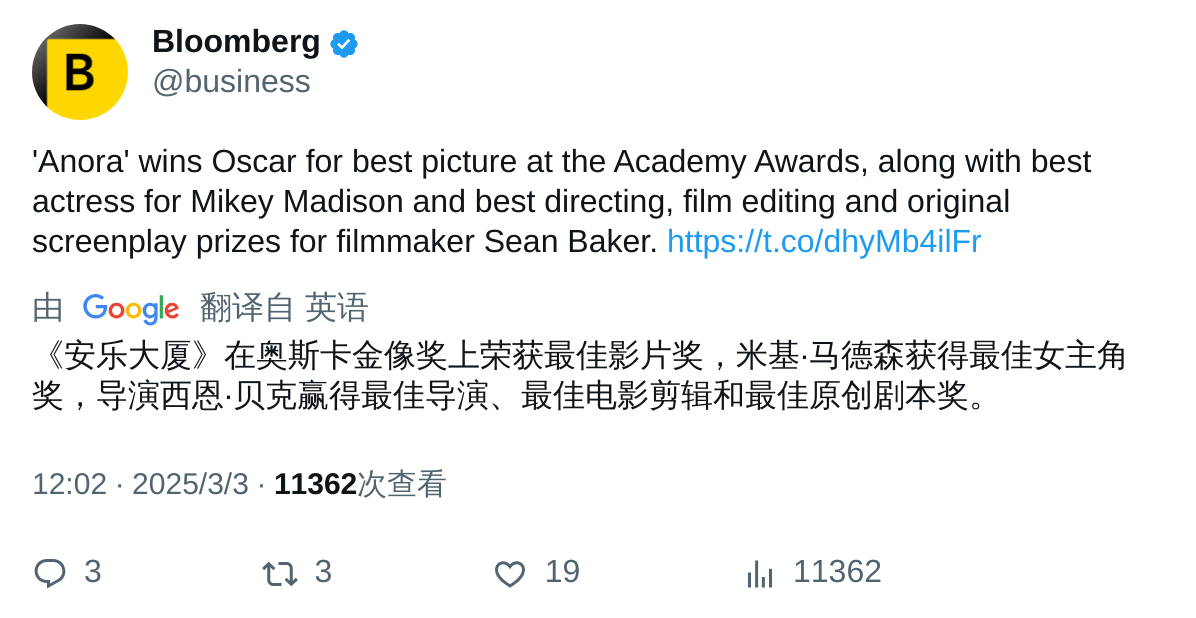 B
Bloomberg
@business
'Anora' wins Oscar for best picture at the Academy Awards, along with best
actress for Mikey Madison and best directing, film editing and original
screenplay prizes for filmmaker Sean Baker. https://t.co/dhyMb4ilFr
由 Google 翻译自 英语
《安乐大厦》在奥斯卡金像奖上荣获最佳影片奖，米基·马德森获得最佳女主角
奖，导演西恩·贝克赢得最佳导演、最佳电影剪辑和最佳原创剧本奖。
12:02 · 2025/3/3 · 11362次查看
3 3 19 11362